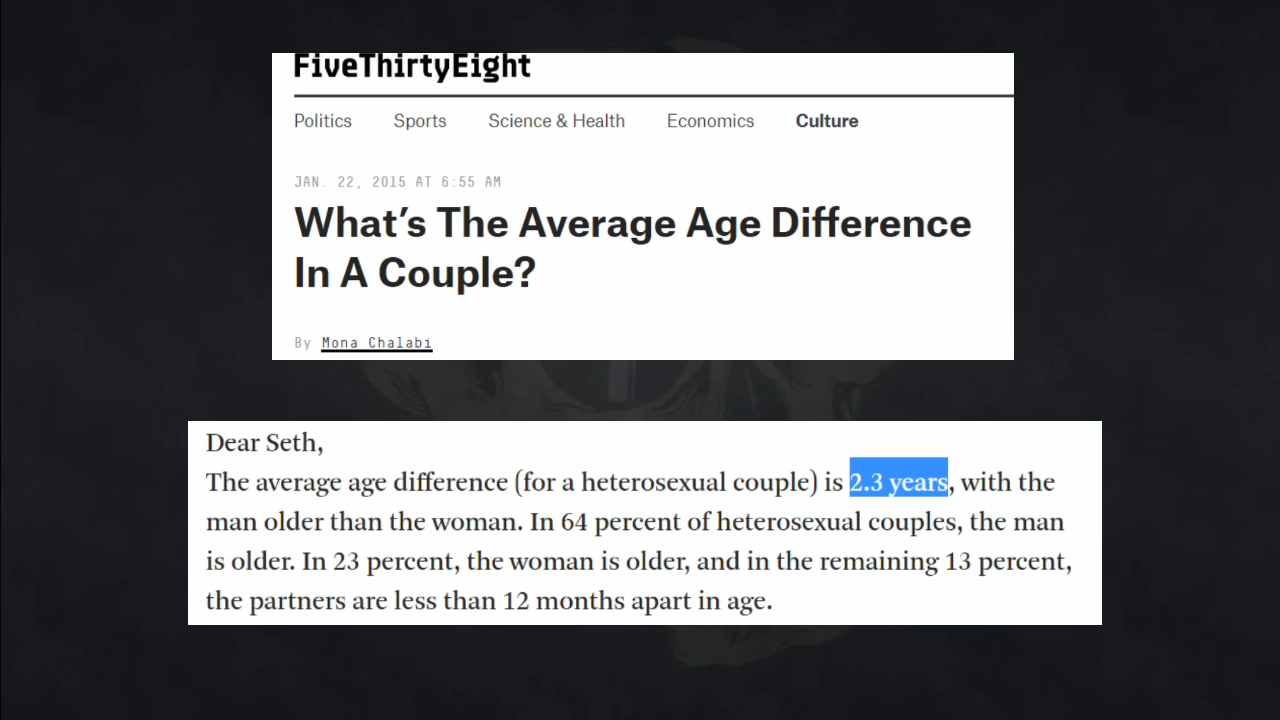 FiveThirtyEight
Politics Sports Science & Health Economics Culture
JAN. 22, 2015 AT 6:55 AM
What’s The Average Age Difference
In A Couple?
By Mona Chalabi
Dear Seth,
The average age difference (for a heterosexual couple) is 2.3 years, with the
man older than the woman. In 64 percent of heterosexual couples, the man
is older. In 23 percent, the woman is older, and in the remaining 13 percent,
the partners are less than 12 months apart in age.